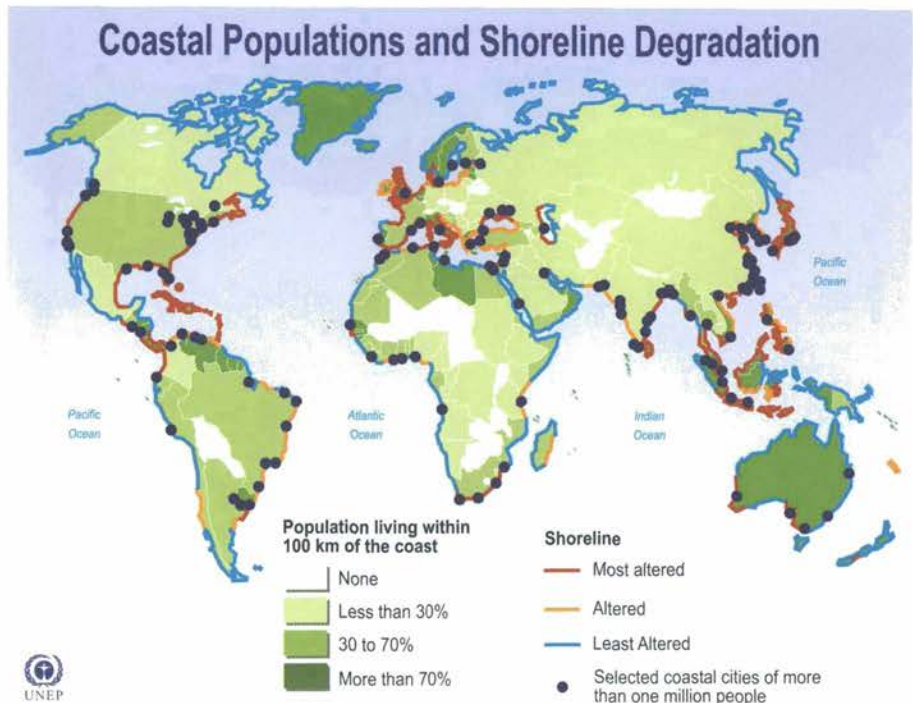 Coastal Populations and Shoreline Degradation
Pacific
Ocean
Pacific
Ocean
Atlantic
Ocean
Indian
Ocean
Population living within
100 km of the coast
None
Less than 30%
30 to 70%
More than 70%
Shoreline
Most altered
Altered
Least Altered
Selected coastal cities of more
than one million people
UNEP